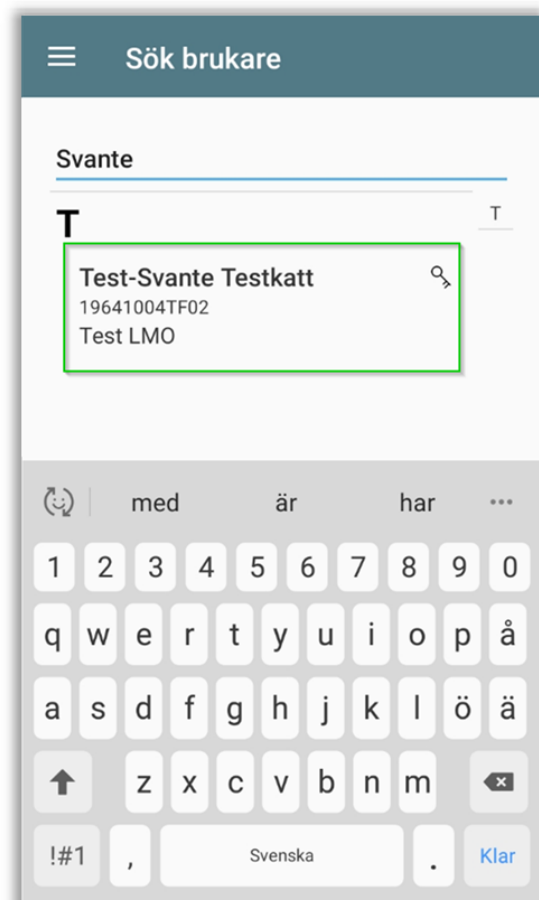 Sök brukare
Svante
T
T
Test-Svante Testkatt
19641004TF02
Test LMO
med är har
1 2 3 4 5 6 7 8 9 0
q w e r t y u i o p å
a s d f g h j k l ö ä
z x c v b n m
!#1 , Svenska . Klar